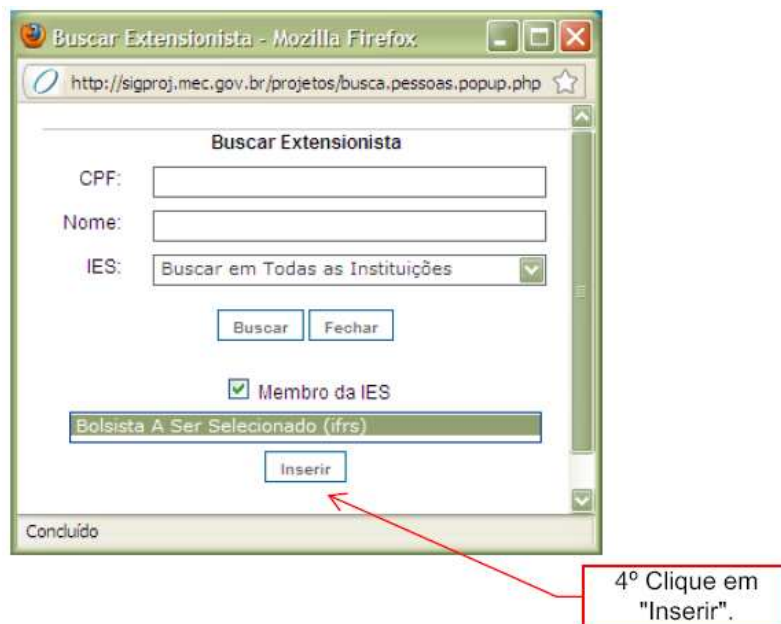 Buscar Extensionista - Mozilla Firefox
http://sigproj.mec.gov.br/projetos/busca.pessoas.popup.php
Buscar Extensionista
CPF:
Nome:
IES: Buscar em Todas as Instituições
Buscar Fechar
Membro da IES
Bolsista A Ser Selecionado (ifrs)
Inserir
Concluído
4º Clique em
"Inserir".